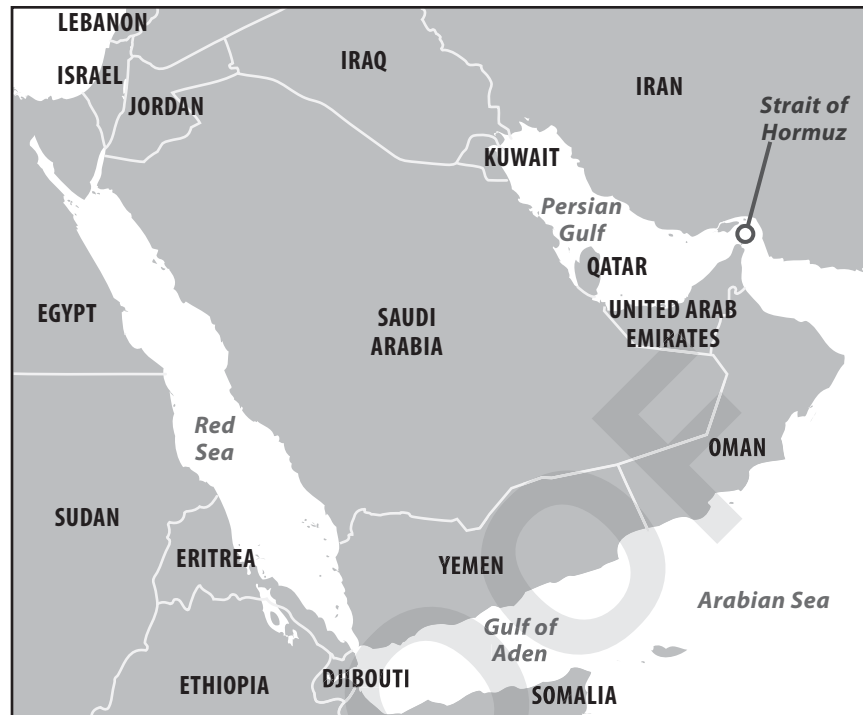 LEBANON
ISRAEL
JORDAN
IRAQ
IRAN
Strait of
Hormuz
KUWAIT
Persian
Gulf
QATAR
UNITED ARAB
EMIRATES
EGYPT
SAUDI
ARABIA
Red
Sea
OMAN
SUDAN
ERITREA
YEMEN
Arabian Sea
Gulf of
Aden
ETHIOPIA
DJIBOUTI
SOMALIA
OOF